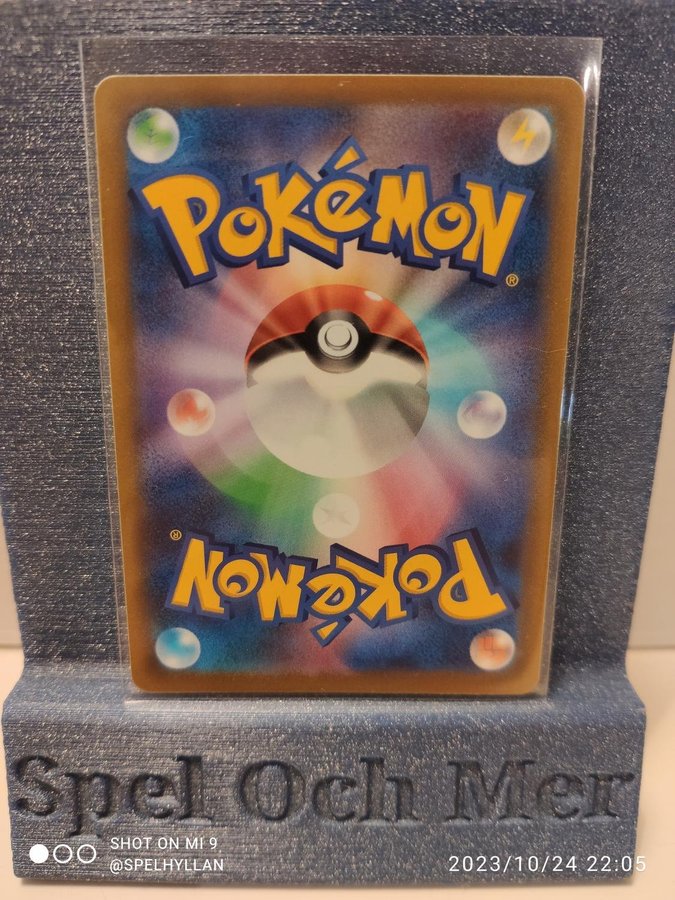 POKéMON
®
®
POKéMON
Spel Och Mer
SHOT ON MI 9
@SPELHYLLAN
2023/10/24 22:05